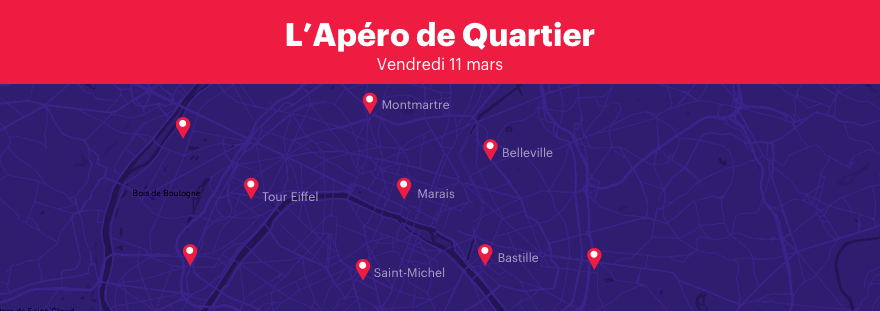 L’Apéro de Quartier
Vendredi 11 mars
Montmartre
Belleville
Bois de Boulogne
Tour Eiffel
Marais
Bastille
Saint-Michel